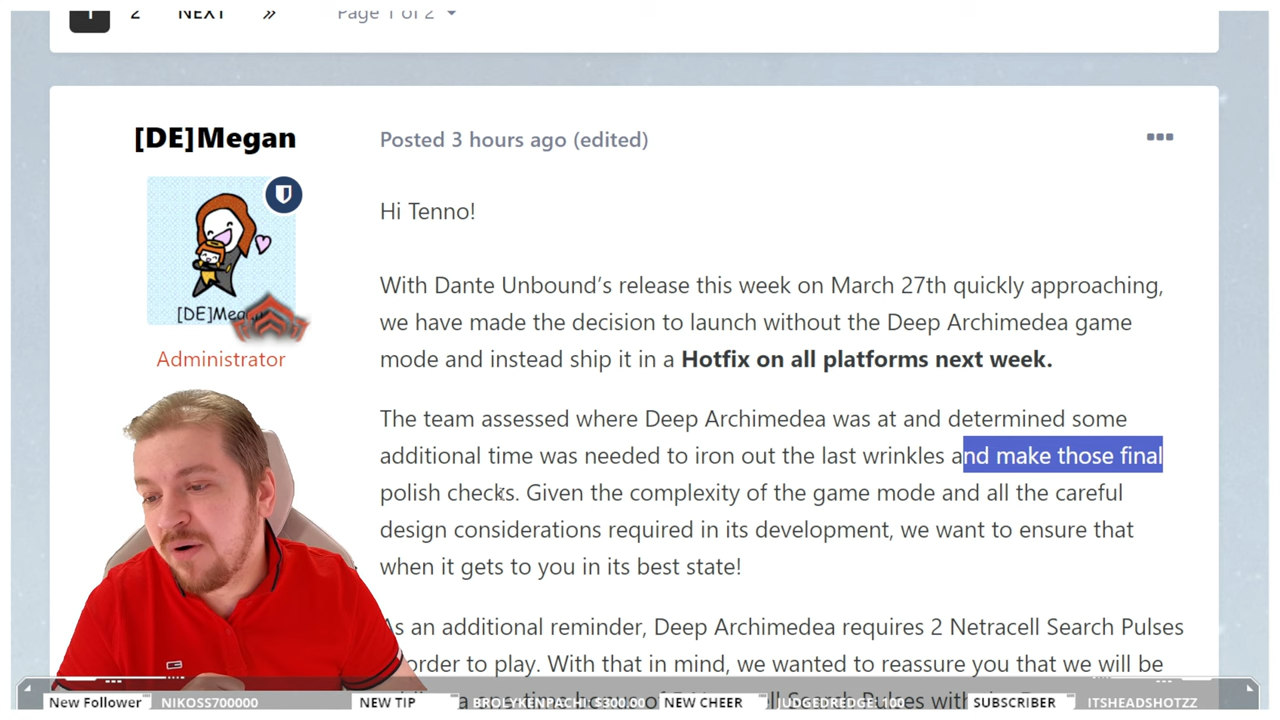 1 2 NEXT » Page 1 of 2
[DE]Megan
Posted 3 hours ago (edited)
[DE]Megan
Administrator
Hi Tenno!
With Dante Unbound’s release this week on March 27th quickly approaching,
we have made the decision to launch without the Deep Archimedea game
mode and instead ship it in a Hotfix on all platforms next week.
The team assessed where Deep Archimedea was at and determined some
additional time was needed to iron out the last wrinkles and make those final
polish checks. Given the complexity of the game mode and all the careful
design considerations required in its development, we want to ensure that
when it gets to you in its best state!
As an additional reminder, Deep Archimedea requires 2 Netracell Search Pulses
order to play. With that in mind, we wanted to reassure you that we will be
Search Pulses
New Follower NIKOSS700000 NEW TIP BROLYKENPACHI: $300.00 NEW CHEER JUDGEDREDGE: 100 SUBSCRIBER ITSHEADSHOTZZ